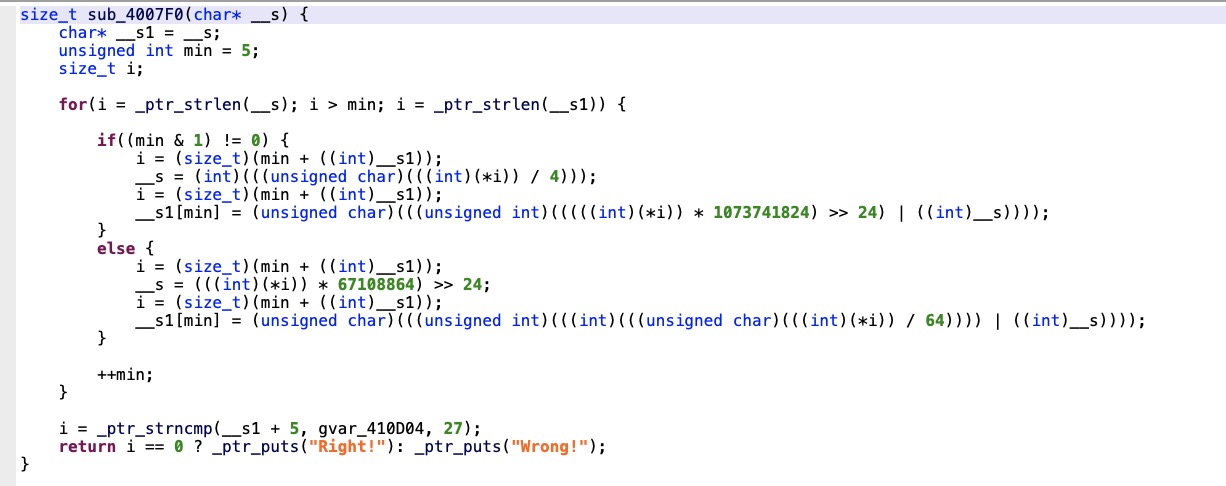 size_t sub_4007F0(char* __s) {
    char* __s1 = __s;
    unsigned int min = 5;
    size_t i;

    for(i = _ptr_strlen(__s); i > min; i = _ptr_strlen(__s1)) {

        if((min & 1) != 0) {
            i = (size_t)(min + ((int)__s1));
            __s = (int)(((unsigned char)(((int)(*i)) / 4)));
            i = (size_t)(min + ((int)__s1));
            __s1[min] = (unsigned char)(((unsigned int)(((((int)(*i)) * 1073741824) >> 24) | ((int)__s))));
        }
        else {
            i = (size_t)(min + ((int)__s1));
            __s = (((int)(*i)) * 67108864) >> 24;
            i = (size_t)(min + ((int)__s1));
            __s1[min] = (unsigned char)(((unsigned int)(((int)(((unsigned char)(((int)(*i)) / 64)))) | ((int)__s))));
        }

        ++min;
    }

    i = _ptr_strncmp(__s1 + 5, gvar_410D04, 27);
    return i == 0 ? _ptr_puts("Right!"): _ptr_puts("Wrong!");
}